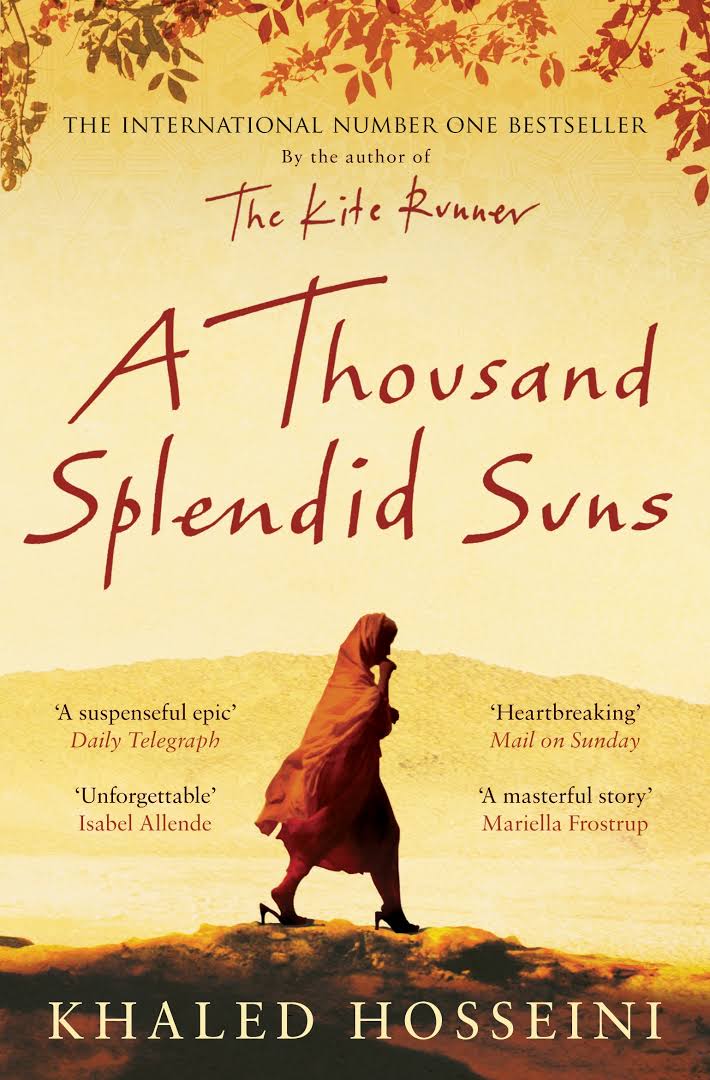 THE INTERNATIONAL NUMBER ONE BESTSELLER
By the author of
The Kite Runner
A Thousand
Splendid Suns
‘A suspenseful epic’
Daily Telegraph
‘Unforgettable’
Isabel Allende
‘Heartbreaking’
Mail on Sunday
‘A masterful story’
Mariella Frostrup
KHALED HOSSEINI